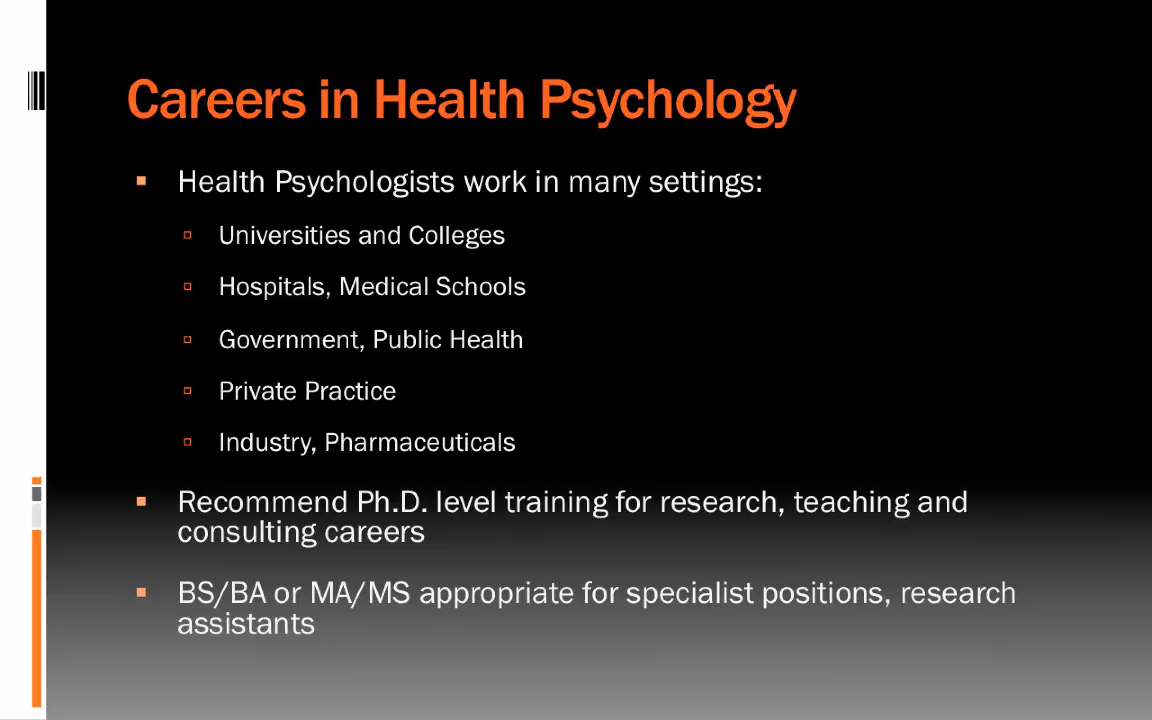 Careers in Health Psychology
Health Psychologists work in many settings:
Universities and Colleges
Hospitals, Medical Schools
Government, Public Health
Private Practice
Industry, Pharmaceuticals
Recommend Ph.D. level training for research, teaching and
consulting careers
BS/BA or MA/MS appropriate for specialist positions, research
assistants